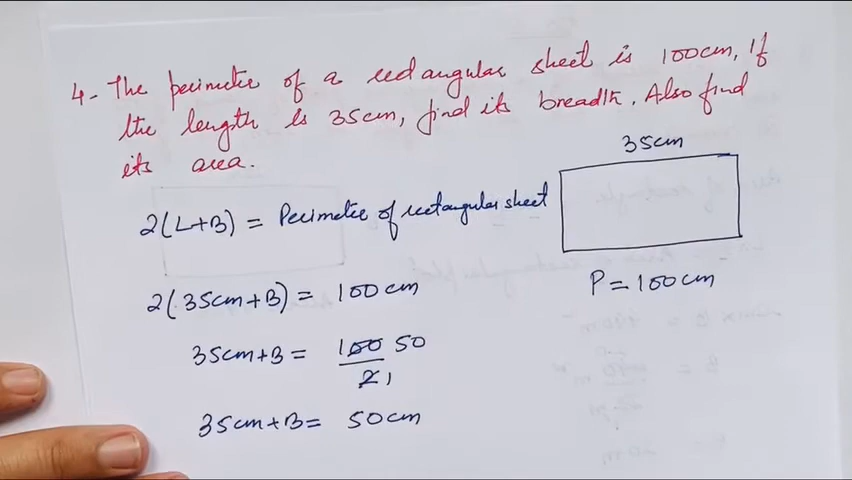 4- The perimeter of a rectangular sheet is 100cm, If
the length is 35cm, find its breadth. Also find
its area.
35cm
2(L+B) = Perimeter of rectangular sheet
2(35cm+B) = 100cm
P=100cm
35cm+B = 100 50
2 1
35cm+B= 50cm